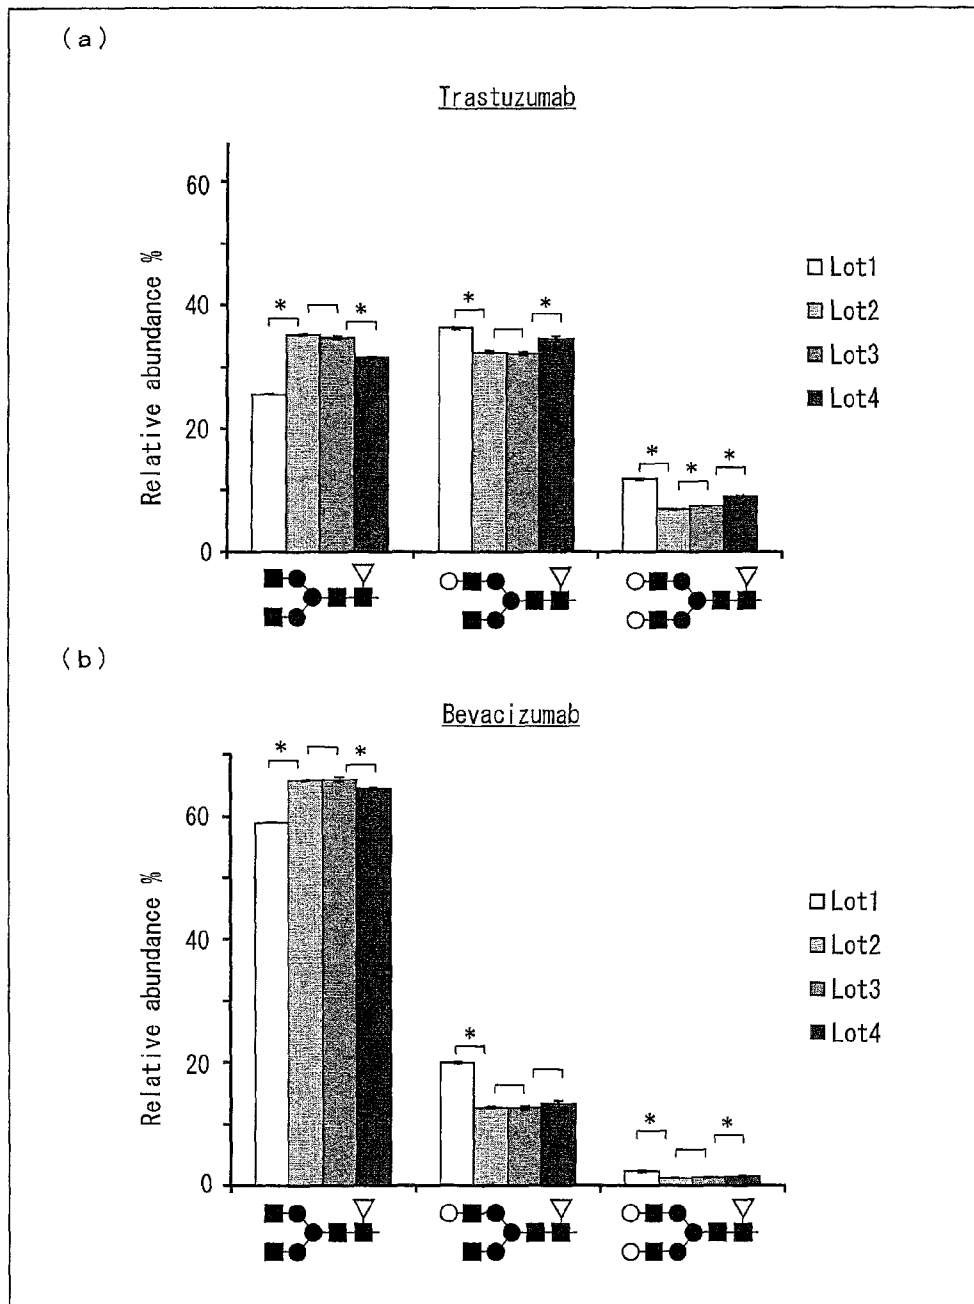 (a)
Trastuzumab
Relative abundance %
60
40
20
0
* * * * * * *
Lot1
Lot2
Lot3
Lot4
(b)
Bevacizumab
Relative abundance %
60
40
20
0
* * * * *
Lot1
Lot2
Lot3
Lot4